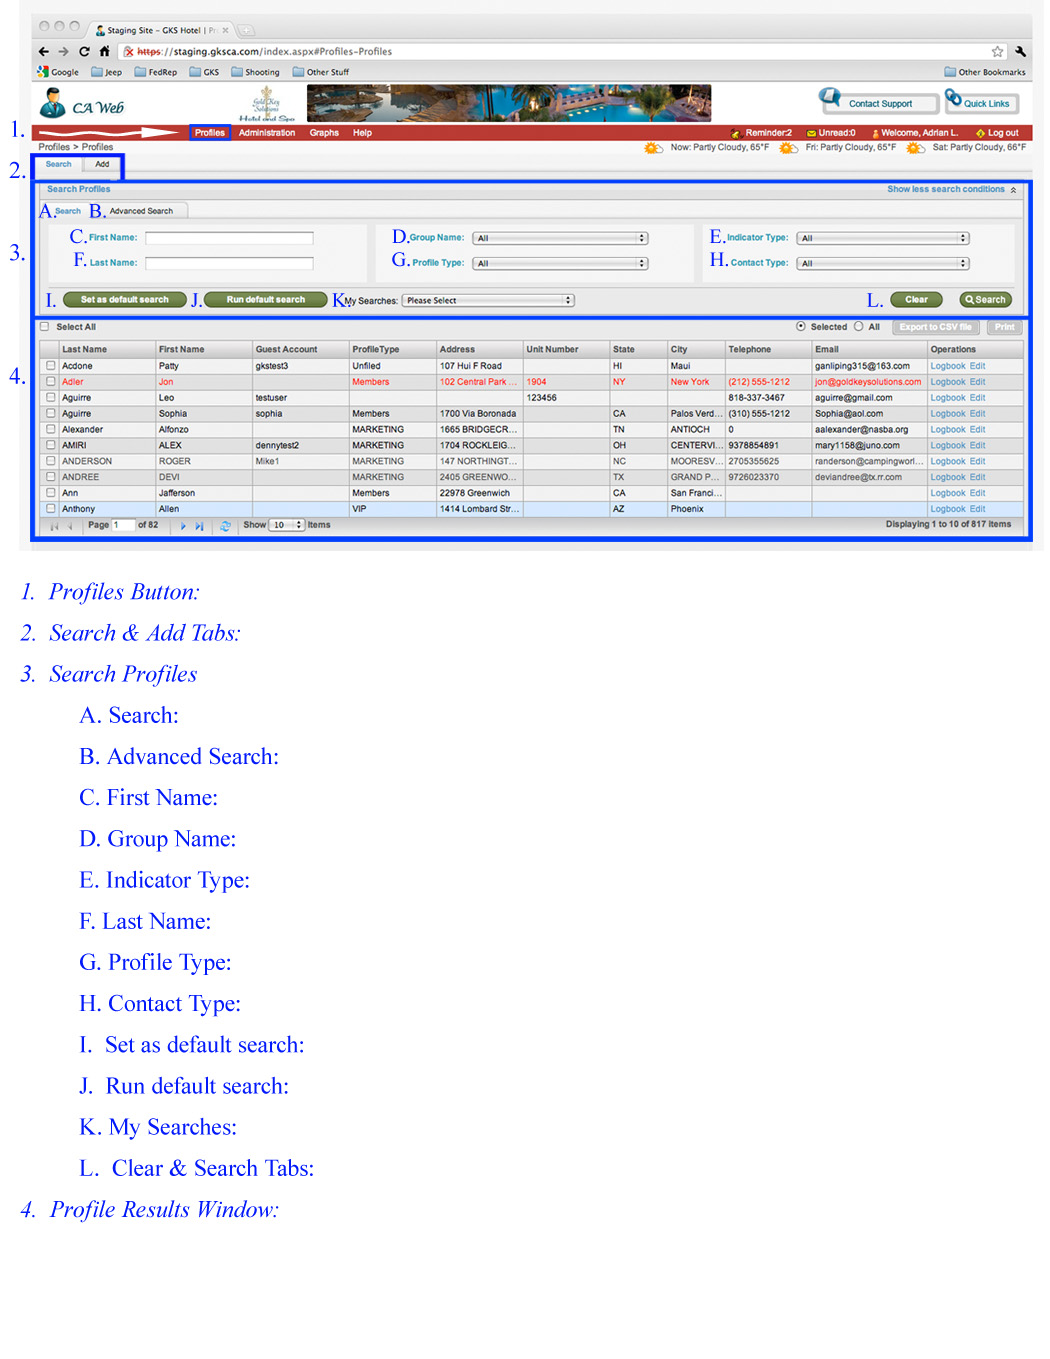 Staging Site – GKS Hotel | Pr
https://staging.gksca.com/index.aspx#Profiles-Profiles
Google Jeep FedRep GKS Shooting Other Stuff Other Bookmarks
CA Web Gold Key Solutions Hotel and Spa Contact Support Quick Links
1. Profiles Administration Graphs Help Reminder:2 Unread:0 Welcome, Adrian L. Log out
Profiles > Profiles Now: Partly Cloudy, 65°F Fri: Partly Cloudy, 65°F Sat: Partly Cloudy, 66°F
2. Search Add
Search Profiles Show less search conditions
A. Search B. Advanced Search
C. First Name: D. Group Name: All E. Indicator Type: All
3.
F. Last Name: G. Profile Type: All H. Contact Type: All
I. Set as default search J. Run default search K. My Searches: Please Select L. Clear Search
Select All Selected All Export to CSV file Print
Last Name First Name Guest Account ProfileType Address Unit Number State City Telephone Email Operations
Acdone Patty gkstest3 Unfiled 107 Hui F Road HI Maui ganliping315@163.com Logbook Edit
4. Adler Jon Members 102 Central Park ... 1904 NY New York (212) 555-1212 jon@goldkeysolutions.com Logbook Edit
Aguirre Leo testuser 123456 818-337-3467 aguirre@gmail.com Logbook Edit
Aguirre Sophia sophia Members 1700 Via Boronada CA Palos Verd... (310) 555-1212 Sophia@aol.com Logbook Edit
Alexander Alfonzo MARKETING 1665 BRIDGECR... TN ANTIOCH 0 aalexander@nasba.org Logbook Edit
AMIRI ALEX dennytest2 MARKETING 1704 ROCKLEIG... OH CENTERVI... 9378854891 mary1158@juno.com Logbook Edit
ANDERSON ROGER Mike1 MARKETING 147 NORTHINGT... NC MOORESV... 2705355625 randerson@campingworl... Logbook Edit
ANDREE DEVI MARKETING 2405 GREENWO... TX GRAND P... 9726023370 deviandree@tx.rr.com Logbook Edit
Ann Jafferson Members 22978 Greenwich CA San Franci... Logbook Edit
Anthony Allen VIP 1414 Lombard Str... AZ Phoenix Logbook Edit
Page 1 of 82 Show 10 Items Displaying 1 to 10 of 817 Items
1. Profiles Button:
2. Search & Add Tabs:
3. Search Profiles
A. Search:
B. Advanced Search:
C. First Name:
D. Group Name:
E. Indicator Type:
F. Last Name:
G. Profile Type:
H. Contact Type:
I. Set as default search:
J. Run default search:
K. My Searches:
L. Clear & Search Tabs:
4. Profile Results Window: